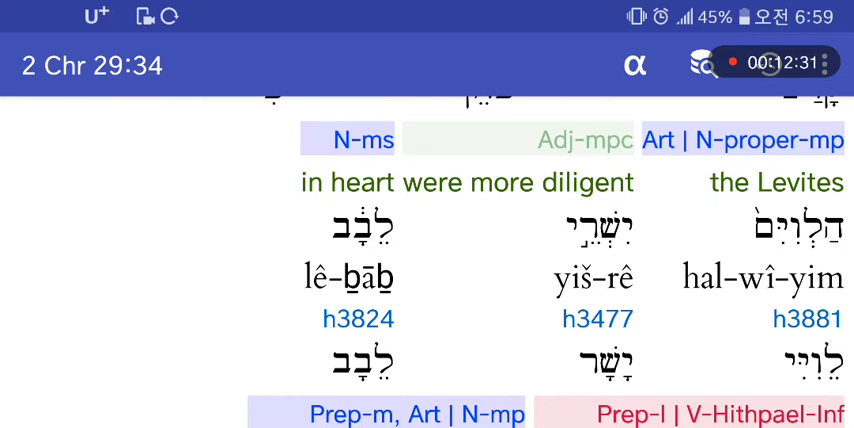 U+ 45% 오전 6:59
2 Chr 29:34 α 00:12:31
N-ms Adj-mpc Art | N-proper-mp
in heart were more diligent the Levites
הַלְוִיִּם֙ יִשְׁרֵ֣י לֵבָ֔ב
lê-ḇāḇ yiš-rê hal-wî-yim
h3824 h3477 h3881
לֵוִיִּי יָשָׁר לֵבָב
Prep-m, Art | N-mp Prep-l | V-Hithpael-Inf